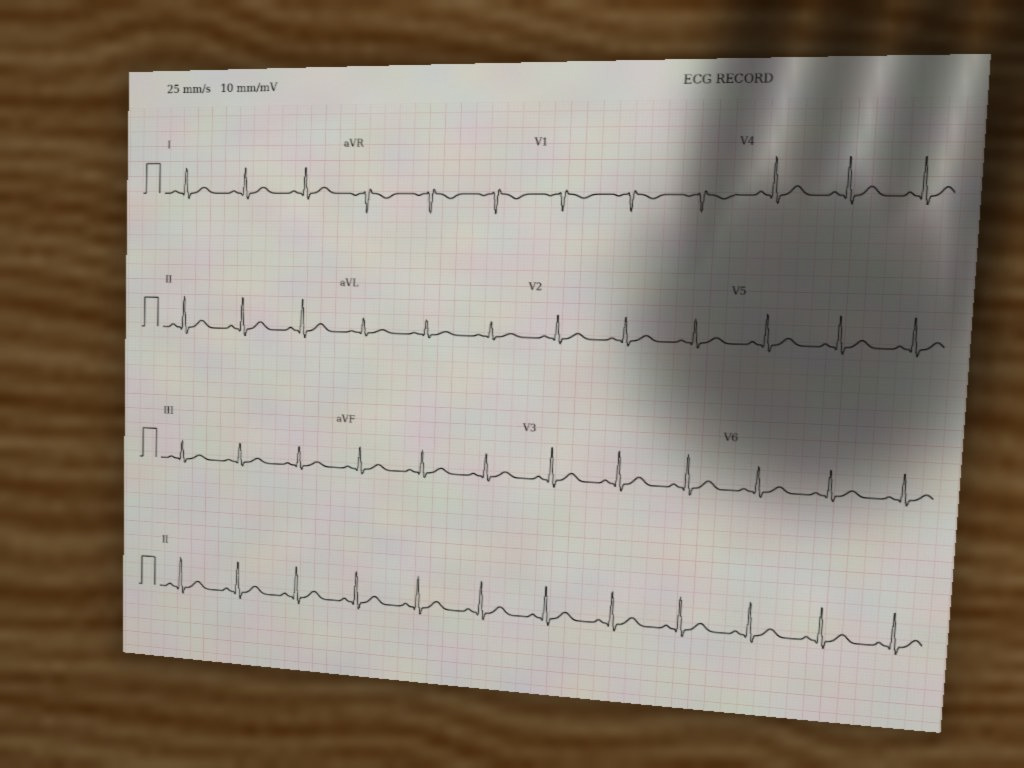 25 mm/s 10 mm/mV ECG RECORD
I aVR V1 V4
II aVL V2 V5
III aVF V3 V6
II